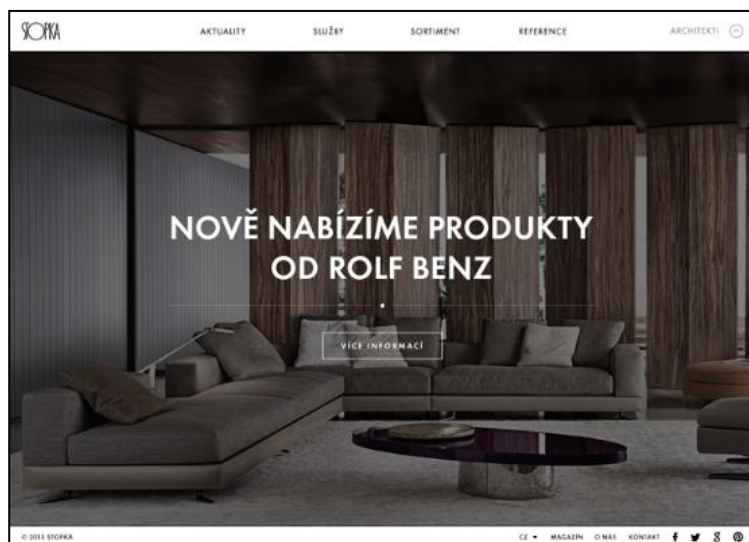 STOPKA
AKTUALITY
SLUŽBY
SORTIMENT
REFERENCE
ARCHITEKTI
NOVĚ NABÍZÍME PRODUKTY
OD ROLF BENZ
VÍCE INFORMACÍ
© 2013 STOPKA
CZ
MAGAZÍN
O NÁS
KONTAKT